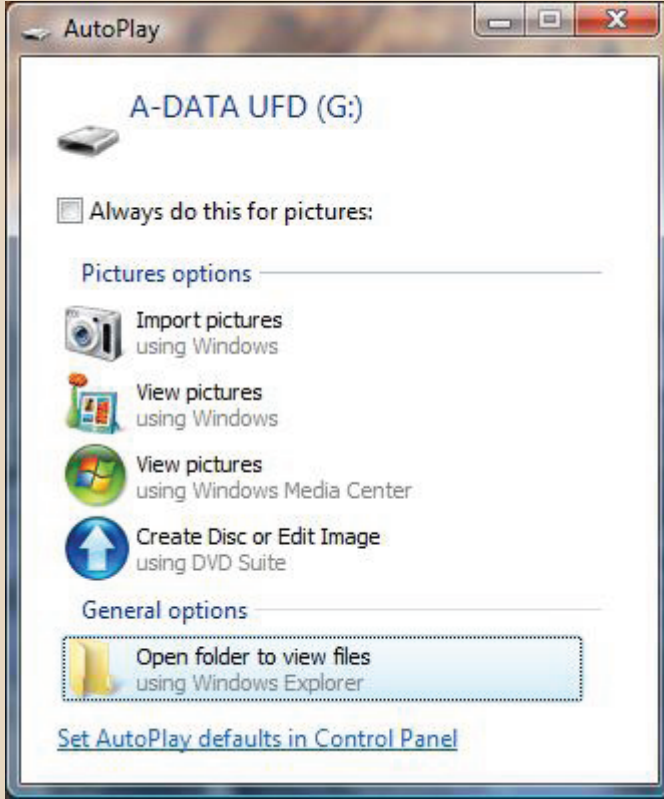 AutoPlay
A-DATA UFD (G:)
Always do this for pictures:
Pictures options
Import pictures
using Windows
View pictures
using Windows
View pictures
using Windows Media Center
Create Disc or Edit Image
using DVD Suite
General options
Open folder to view files
using Windows Explorer
Set AutoPlay defaults in Control Panel